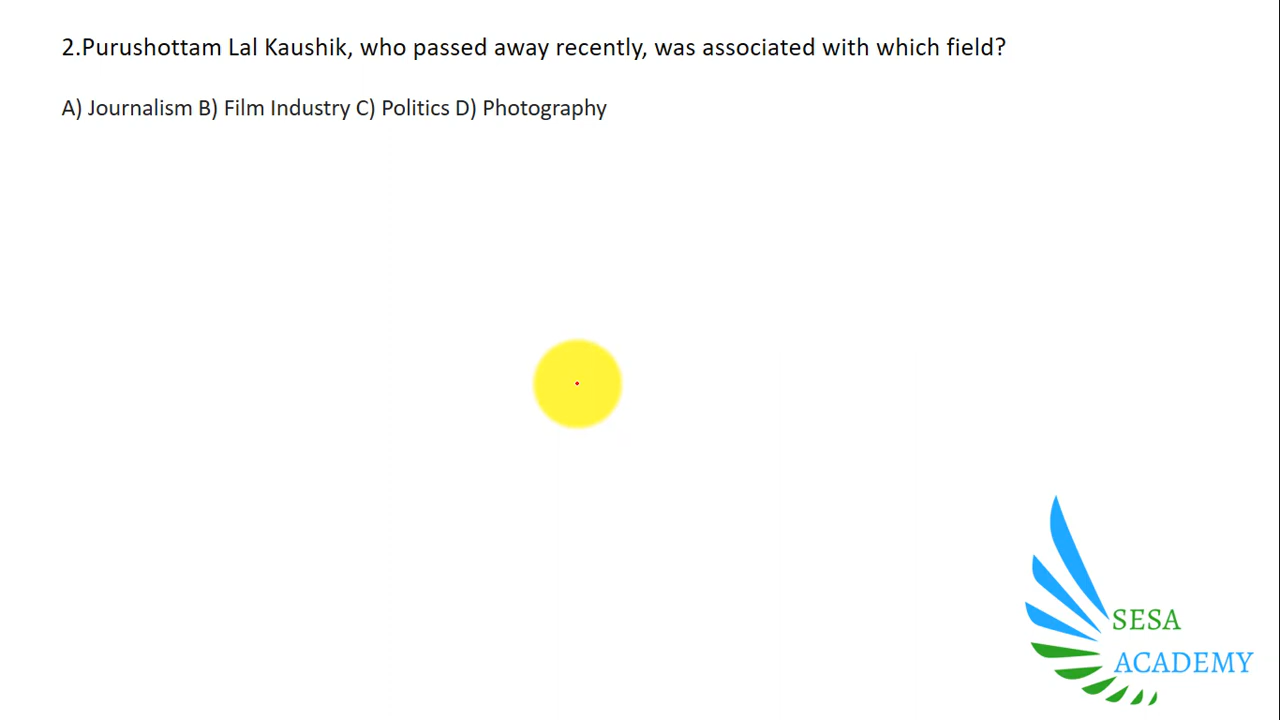 2.Purushottam Lal Kaushik, who passed away recently, was associated with which field?
A) Journalism B) Film Industry C) Politics D) Photography
SESA
ACADEMY